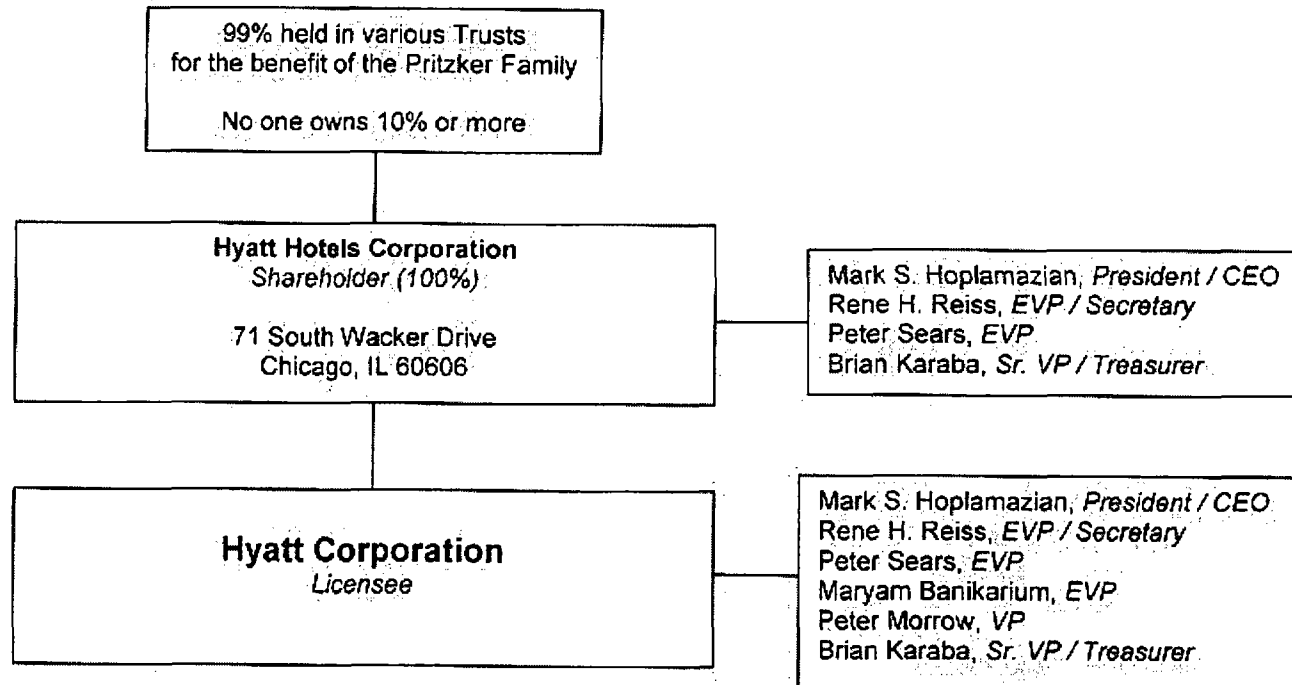 99% held in various Trusts
for the benefit of the Pritzker Family
No one owns 10% or more
Hyatt Hotels Corporation
Shareholder (100%)
71 South Wacker Drive
Chicago, IL 60606
Mark S. Hoplamazian, President / CEO
Rene H. Reiss, EVP / Secretary
Peter Sears, EVP
Brian Karaba, Sr. VP / Treasurer
Hyatt Corporation
Licensee
Mark S. Hoplamazian, President / CEO
Rene H. Reiss, EVP / Secretary
Peter Sears, EVP
Maryam Banikarium, EVP
Peter Morrow, VP
Brian Karaba, Sr. VP / Treasurer